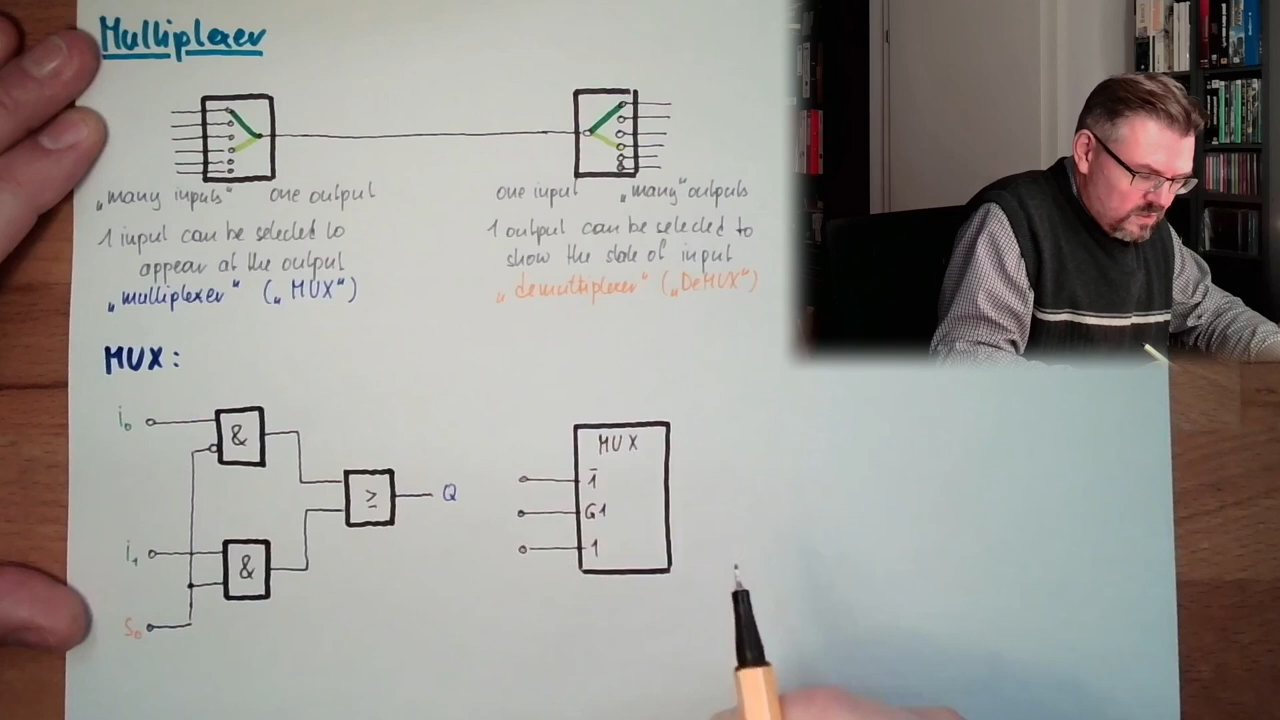 Multiplexer
„many inputs" one output
1 input can be selected to
appear at the output
„multiplexer" („MUX")
one input „many" outputs
1 output can be selected to
show the state of input
„demultiplexer" („DeMUX")
MUX:
i₀
&
i₁
&
S₀
≥
Q
MUX
1̅
G1
1